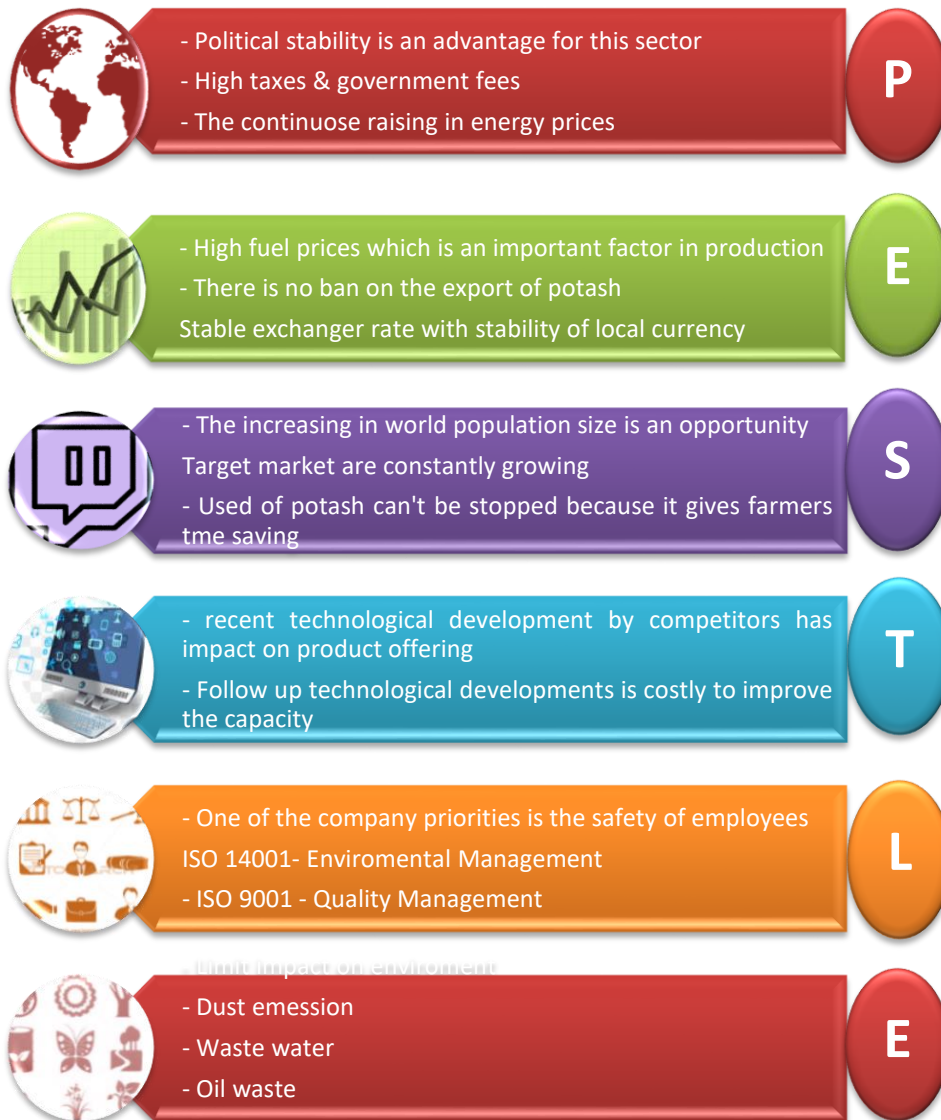 - Political stability is an advantage for this sector
- High taxes & government fees
- The continuose raising in energy prices
P
- High fuel prices which is an important factor in production
- There is no ban on the export of potash
Stable exchanger rate with stability of local currency
E
- The increasing in world population size is an opportunity
Target market are constantly growing
- Used of potash can't be stopped because it gives farmers
tme saving
S
- recent technological development by competitors has
impact on product offering
- Follow up technological developments is costly to improve
the capacity
T
- One of the company priorities is the safety of employees
ISO 14001- Enviromental Management
- ISO 9001 - Quality Management
L
- Limit impact on enviroment
- Dust emession
- Waste water
- Oil waste
E